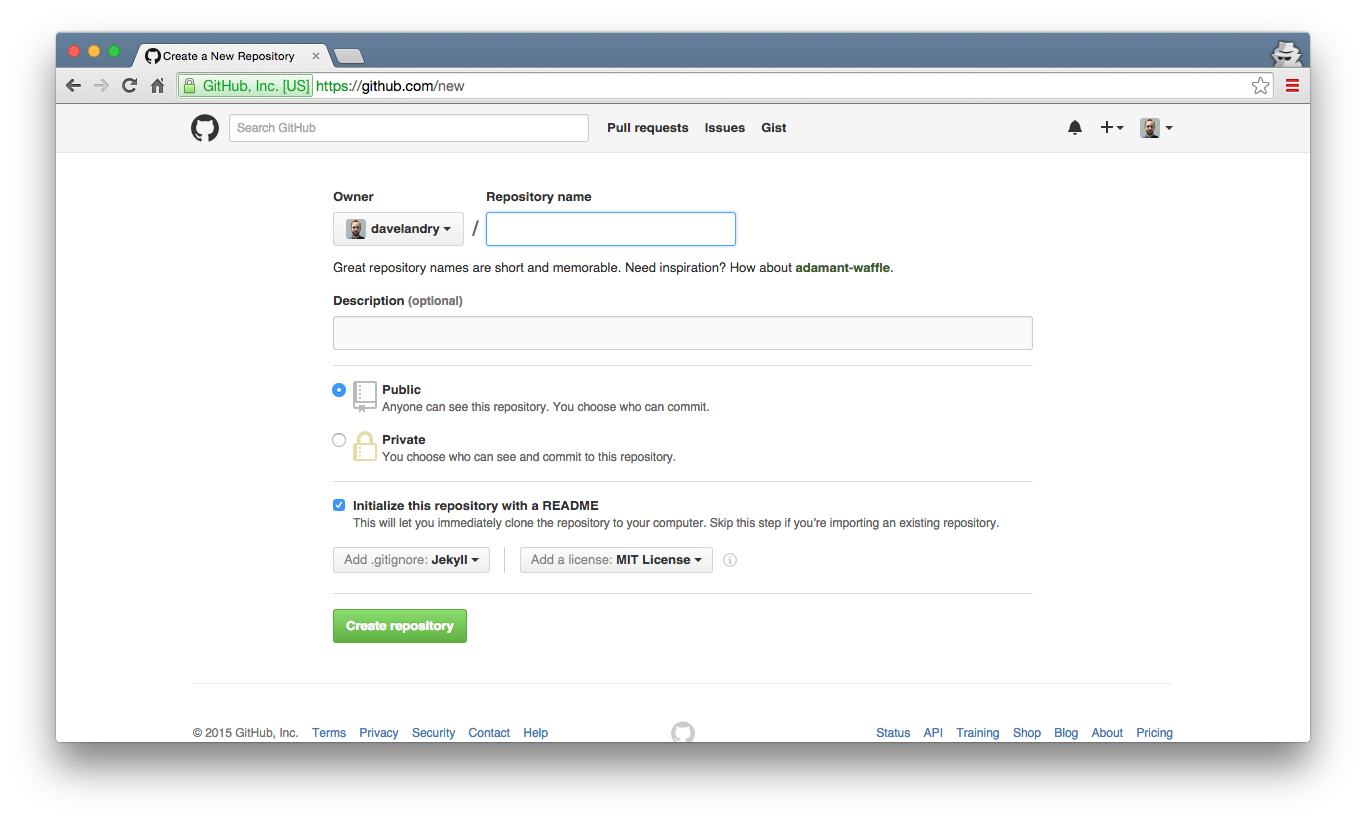 Create a New Repository
GitHub, Inc. [US] https://github.com/new
Search GitHub Pull requests Issues Gist
Owner Repository name
davelandry /
Great repository names are short and memorable. Need inspiration? How about adamant-waffle.
Description (optional)
Public
Anyone can see this repository. You choose who can commit.
Private
You choose who can see and commit to this repository.
Initialize this repository with a README
This will let you immediately clone the repository to your computer. Skip this step if you’re importing an existing repository.
Add .gitignore: Jekyll Add a license: MIT License
Create repository
© 2015 GitHub, Inc. Terms Privacy Security Contact Help Status API Training Shop Blog About Pricing